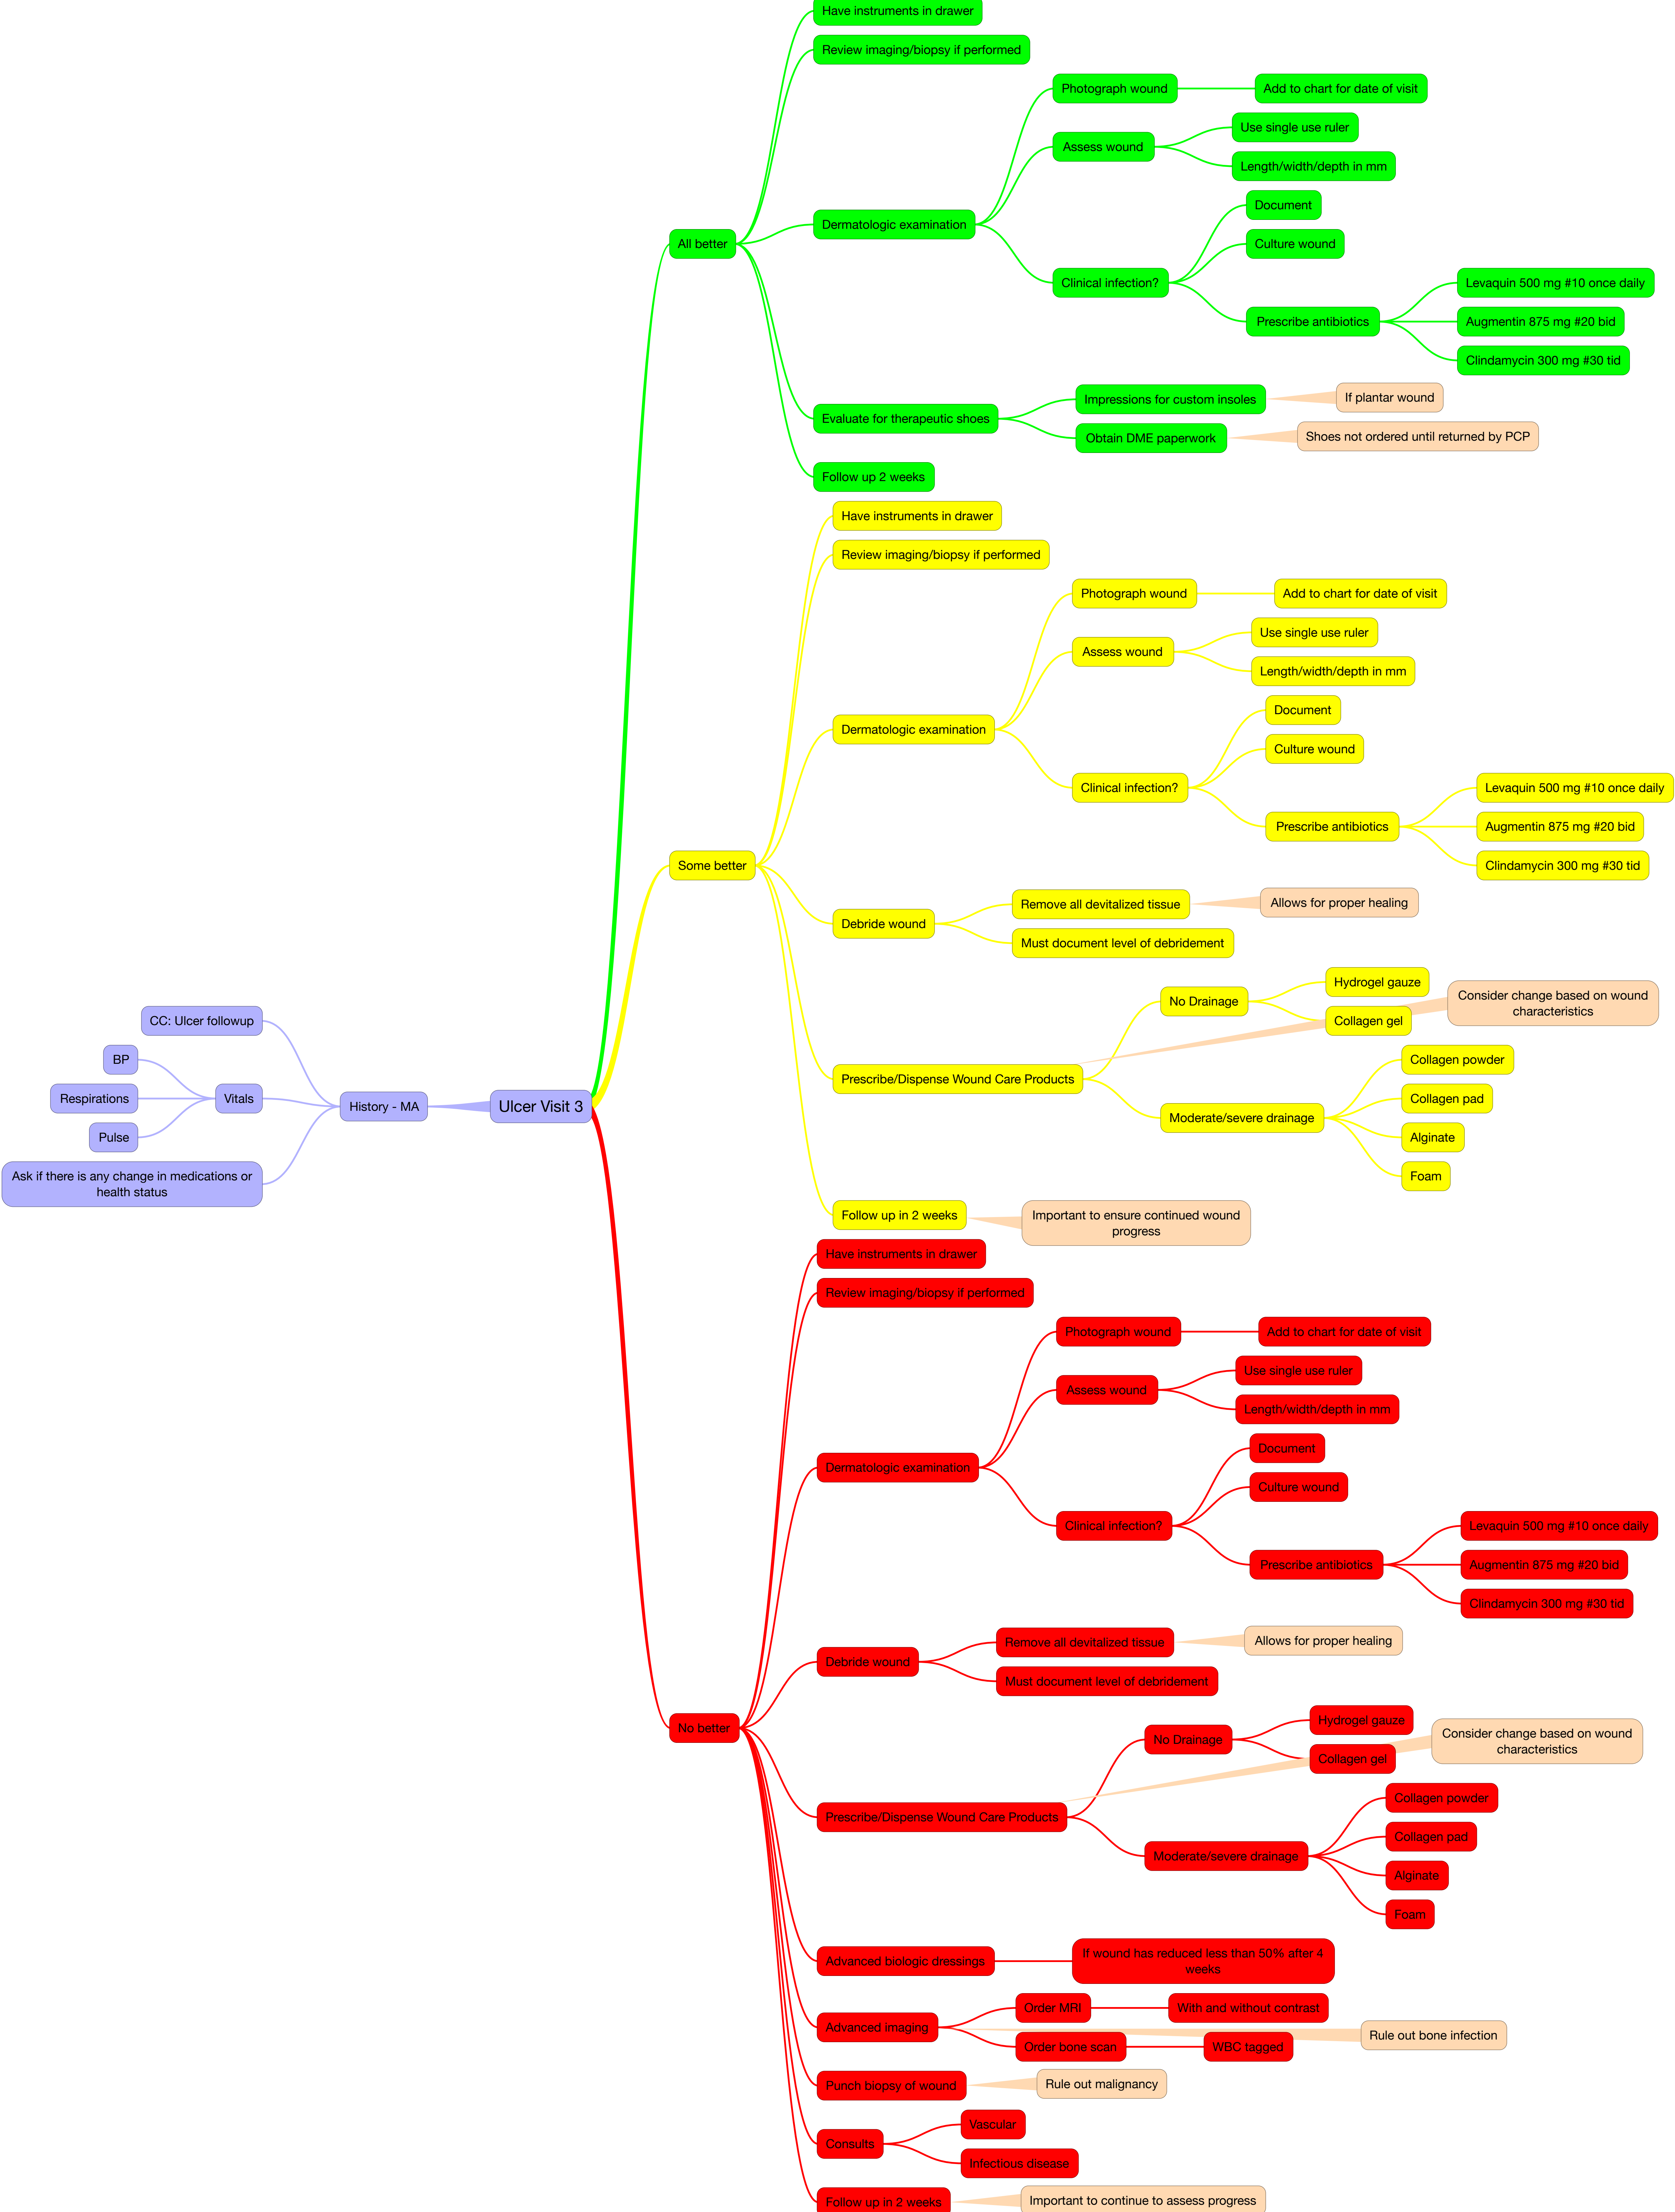 Have instruments in drawer
Review imaging/biopsy if performed
Photograph wound
Add to chart for date of visit
Use single use ruler
Assess wound
Length/width/depth in mm
Document
Dermatologic examination
All better
Culture wound
Clinical infection?
Levaquin 500 mg #10 once daily
Prescribe antibiotics
Augmentin 875 mg #20 bid
Clindamycin 300 mg #30 tid
Impressions for custom insoles
If plantar wound
Evaluate for therapeutic shoes
Obtain DME paperwork
Shoes not ordered until returned by PCP
Follow up 2 weeks
Have instruments in drawer
Review imaging/biopsy if performed
Photograph wound
Add to chart for date of visit
Use single use ruler
Assess wound
Length/width/depth in mm
Document
Dermatologic examination
Culture wound
Clinical infection?
Levaquin 500 mg #10 once daily
Prescribe antibiotics
Augmentin 875 mg #20 bid
Some better
Clindamycin 300 mg #30 tid
Remove all devitalized tissue
Allows for proper healing
Debride wound
Must document level of debridement
Hydrogel gauze
No Drainage
Consider change based on wound
characteristics
Collagen gel
Collagen powder
Prescribe/Dispense Wound Care Products
Collagen pad
Moderate/severe drainage
Alginate
Foam
CC: Ulcer followup
BP
Respirations
Vitals
History - MA
Ulcer Visit 3
Pulse
Ask if there is any change in medications or
health status
Follow up in 2 weeks
Important to ensure continued wound
progress
Have instruments in drawer
Review imaging/biopsy if performed
Photograph wound
Add to chart for date of visit
Use single use ruler
Assess wound
Length/width/depth in mm
Document
Dermatologic examination
Culture wound
Clinical infection?
Levaquin 500 mg #10 once daily
Prescribe antibiotics
Augmentin 875 mg #20 bid
Clindamycin 300 mg #30 tid
Remove all devitalized tissue
Allows for proper healing
Debride wound
Must document level of debridement
No better
Hydrogel gauze
No Drainage
Consider change based on wound
characteristics
Collagen gel
Collagen powder
Prescribe/Dispense Wound Care Products
Collagen pad
Moderate/severe drainage
Alginate
Foam
Advanced biologic dressings
If wound has reduced less than 50% after 4
weeks
Order MRI
With and without contrast
Advanced imaging
Rule out bone infection
Order bone scan
WBC tagged
Punch biopsy of wound
Rule out malignancy
Vascular
Consults
Infectious disease
Follow up in 2 weeks
Important to continue to assess progress